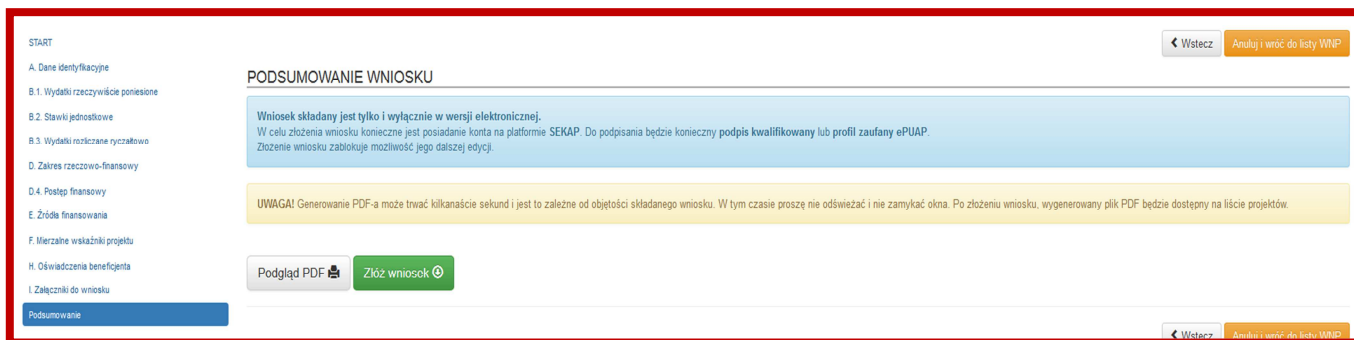 START
A. Dane identyfikacyjne
B.1. Wydatki rzeczywiście poniesione
B.2. Stawki jednostkowe
B.3. Wydatki rozliczane ryczałtowo
D. Zakres rzeczowo-finansowy
D.4. Postęp finansowy
E. Źródła finansowania
F. Mierzalne wskaźniki projektu
H. Oświadczenia beneficjenta
I. Załączniki do wniosku
Podsumowanie
Wstecz Anuluj i wróć do listy WNP
PODSUMOWANIE WNIOSKU
Wniosek składany jest tylko i wyłącznie w wersji elektronicznej.
W celu złożenia wniosku konieczne jest posiadanie konta na platformie SEKAP. Do podpisania będzie konieczny podpis kwalifikowany lub profil zaufany ePUAP.
Złożenie wniosku zablokuje możliwość jego dalszej edycji.
UWAGA! Generowanie PDF-a może trwać kilkanaście sekund i jest to zależne od objętości składanego wniosku. W tym czasie proszę nie odświeżać i nie zamykać okna. Po złożeniu wniosku, wygenerowany plik PDF będzie dostępny na liście projektów.
Podgląd PDF Złóż wniosek
Wstecz Anuluj i wróć do listy WNP